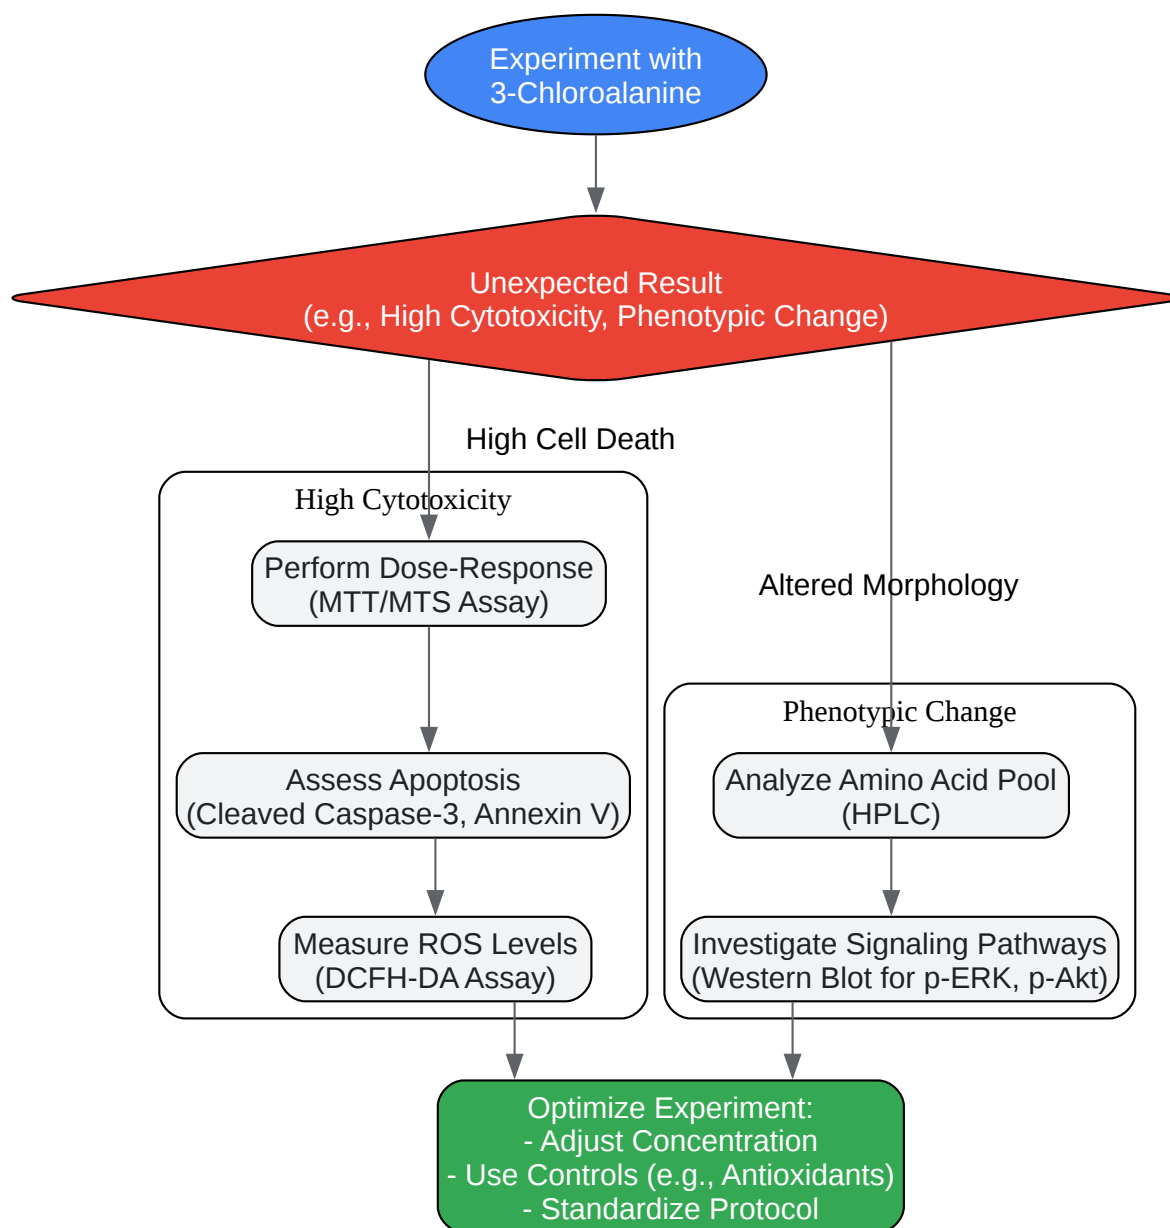 Experiment with
3-Chloroalanine
Unexpected Result
(e.g., High Cytotoxicity, Phenotypic Change)
High Cell Death
High Cytotoxicity
Perform Dose-Response
(MTT/MTS Assay)
Altered Morphology
Phenotypic Change
Assess Apoptosis
(Cleaved Caspase-3, Annexin V)
Analyze Amino Acid Pool
(HPLC)
Measure ROS Levels
(DCFH-DA Assay)
Investigate Signaling Pathways
(Western Blot for p-ERK, p-Akt)
Optimize Experiment:
- Adjust Concentration
- Use Controls (e.g., Antioxidants)
- Standardize Protocol